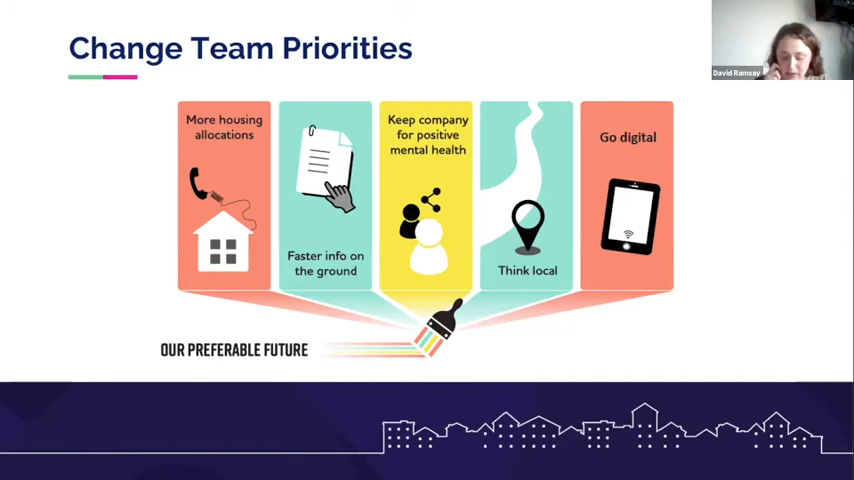 Change Team Priorities
David Ramsay
More housing
allocations
Faster info on
the ground
Keep company
for positive
mental health
Think local
Go digital
OUR PREFERABLE FUTURE